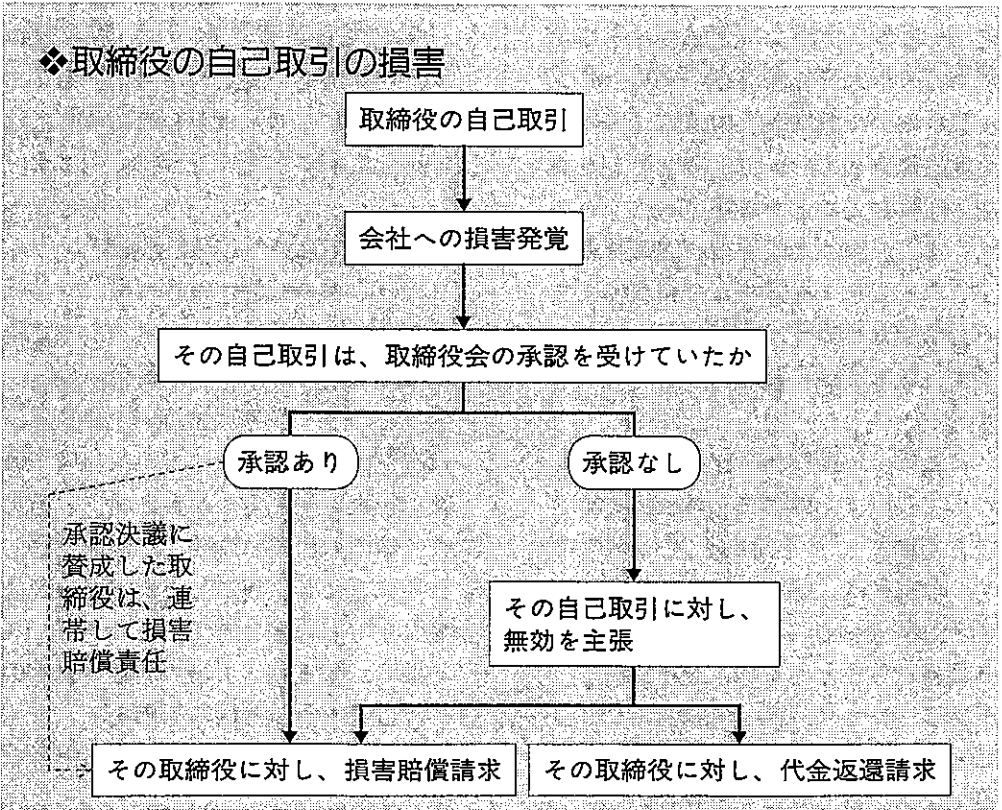 ❖取締役の自己取引の損害
取締役の自己取引
会社への損害発覚
その自己取引は、取締役会の承認を受けていたか
承認あり
承認なし
承認決議に
賛成した取
締役は、連
帯して損害
賠償責任
その自己取引に対し、
無効を主張
その取締役に対し、損害賠償請求
その取締役に対し、代金返還請求